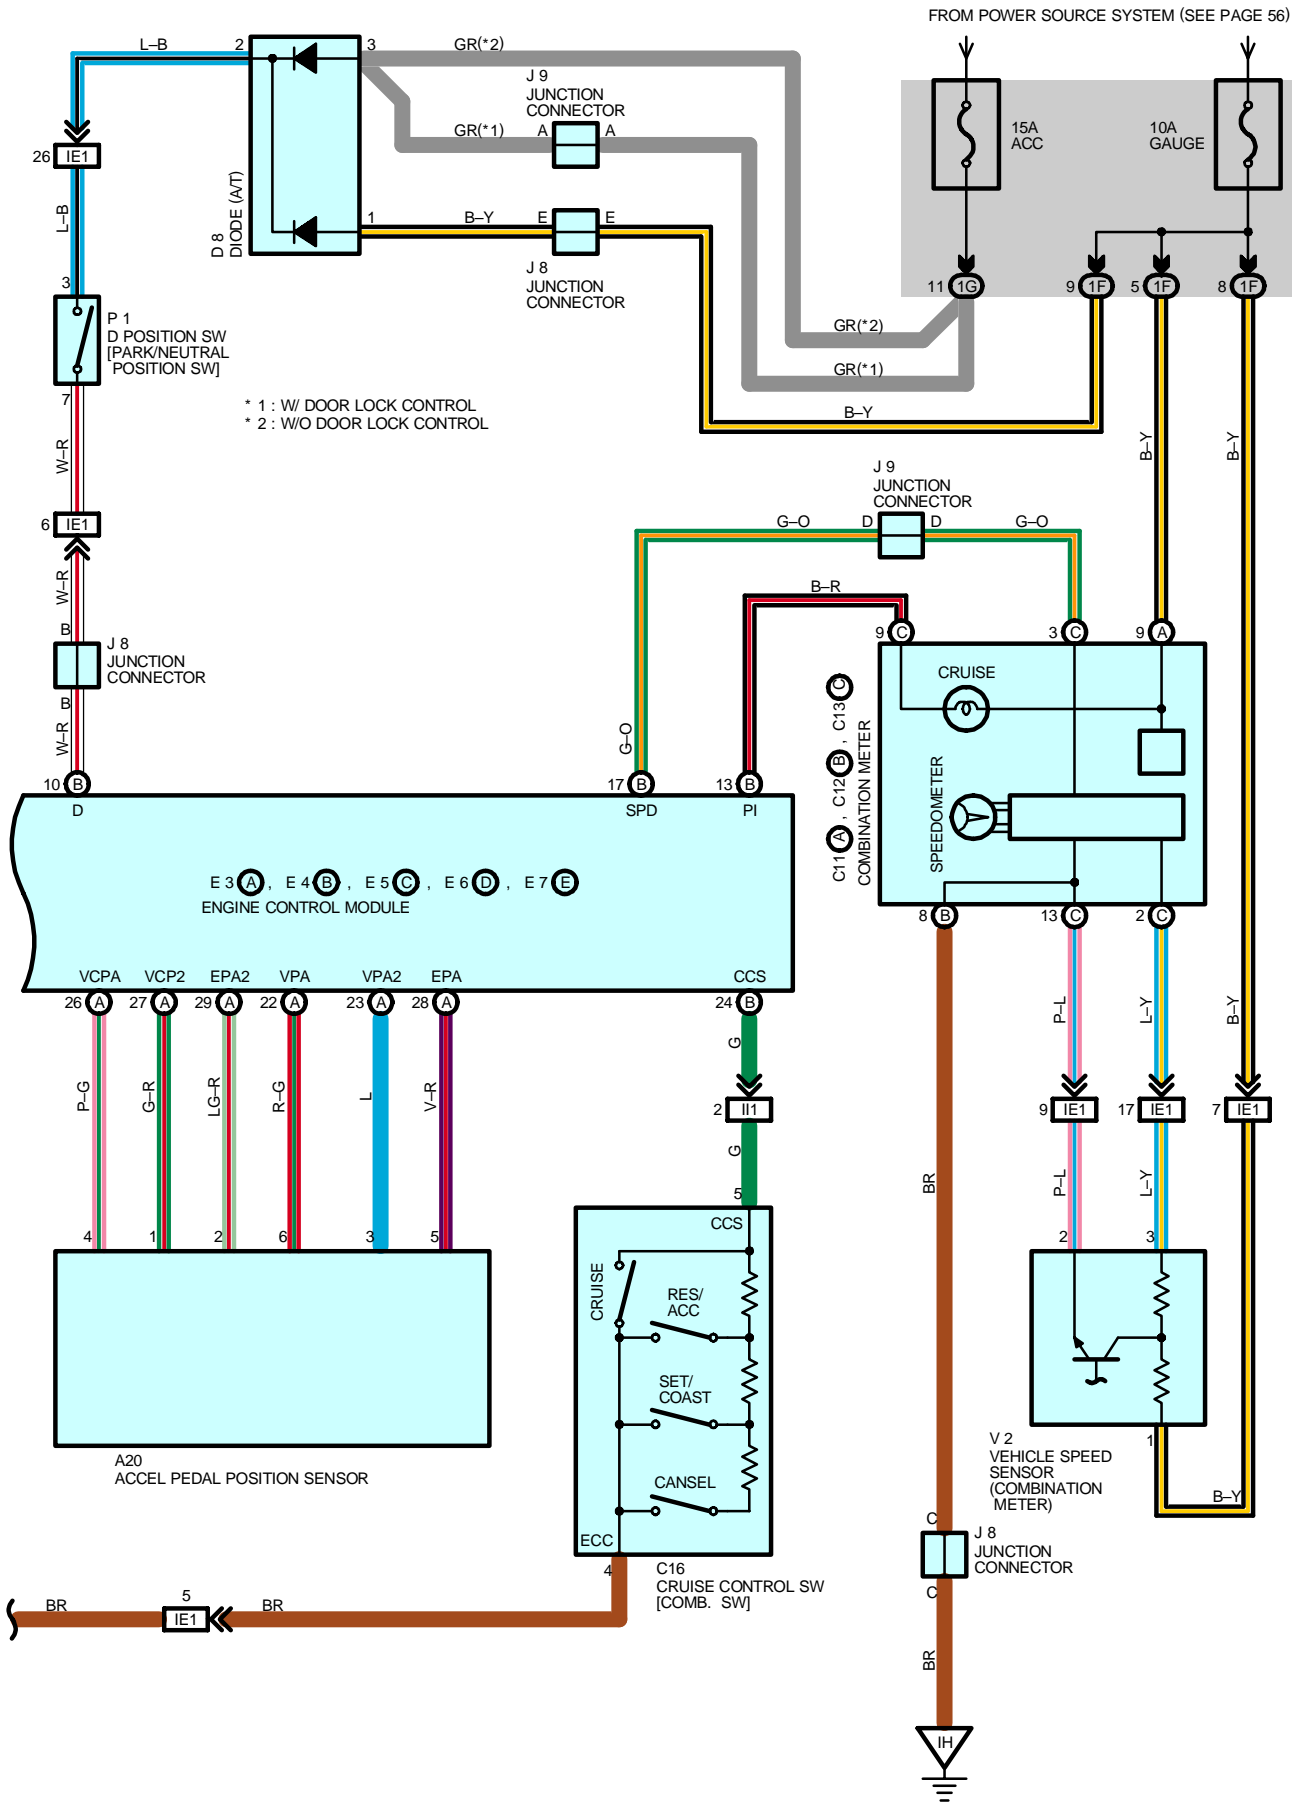 FROM POWER SOURCE SYSTEM (SEE PAGE 56)
L–B
2
3
GR(*2)
J 9
JUNCTION
CONNECTOR
GR(*1)
A
A
15A
ACC
10A
GAUGE
26
IE1
D 8
DIODE (A/T)
1
B–Y
E
E
J 8
JUNCTION
CONNECTOR
L–B
11
1G
9
1F
5
1F
8
1F
3
P 1
D POSITION SW
[PARK/NEUTRAL
POSITION SW]
7
GR(*2)
GR(*1)
* 1 : W/ DOOR LOCK CONTROL
* 2 : W/O DOOR LOCK CONTROL
B–Y
W–R
B–Y
B–Y
J 9
JUNCTION
CONNECTOR
6
IE1
G–O
D
D
G–O
W–R
B–R
B
J 8
JUNCTION
CONNECTOR
B
9
C
3
C
9
A
CRUISE
W–R
G–O
C11 A , C12 B , C13 C
COMBINATION METER
SPEEDOMETER
10
B
17
B
13
B
D
SPD
PI
E 3 A , E 4 B , E 5 C , E 6 D , E 7 E
ENGINE CONTROL MODULE
8
B
13
C
2
C
VCPA
VCP2
EPA2
VPA
VPA2
EPA
CCS
26
A
27
A
29
A
22
A
23
A
28
A
24
B
P–G
G–R
LG–R
R–G
L
V–R
G
P–L
L–Y
B–Y
2
II1
9
IE1
17
IE1
7
IE1
G
BR
P–L
L–Y
4
1
2
6
3
5
5
2
3
CCS
CRUISE
RES/
ACC
SET/
COAST
CANSEL
ECC
A20
ACCEL PEDAL POSITION SENSOR
1
V 2
VEHICLE SPEED
SENSOR
(COMBINATION
METER)
B–Y
C
J 8
JUNCTION
CONNECTOR
C
4
C16
CRUISE CONTROL SW
[COMB. SW]
BR
5
IE1
BR
BR
IH